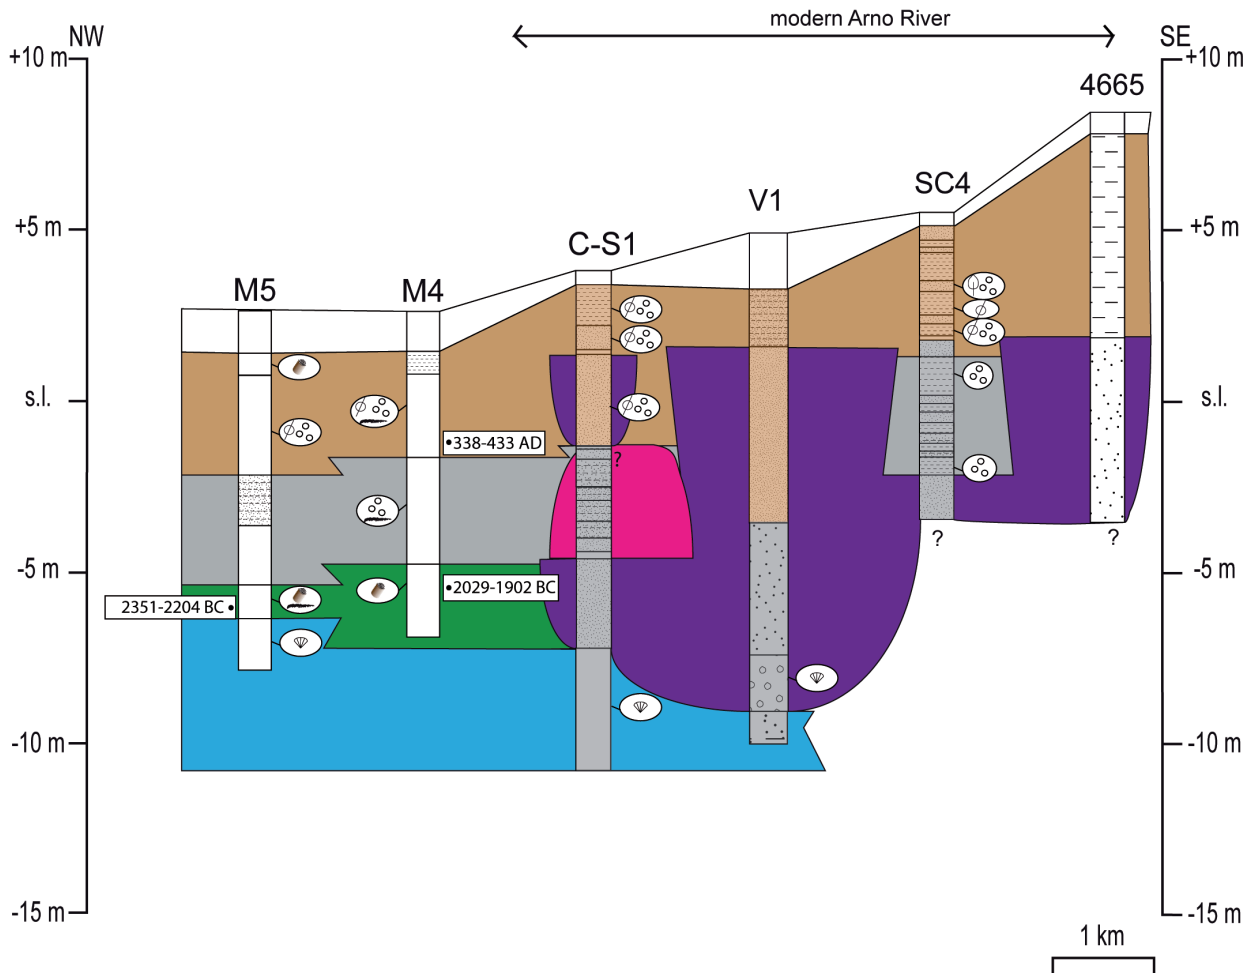 modern Arno River
NW
SE
+10 m
+10 m
4665
SC4
V1
+5 m
+5 m
C-S1
M5
M4
s.l.
s.l.
338-433 AD
?
?
?
-5 m
-5 m
2029-1902 BC
2351-2204 BC
-10 m
-10 m
-15 m
-15 m
1 km